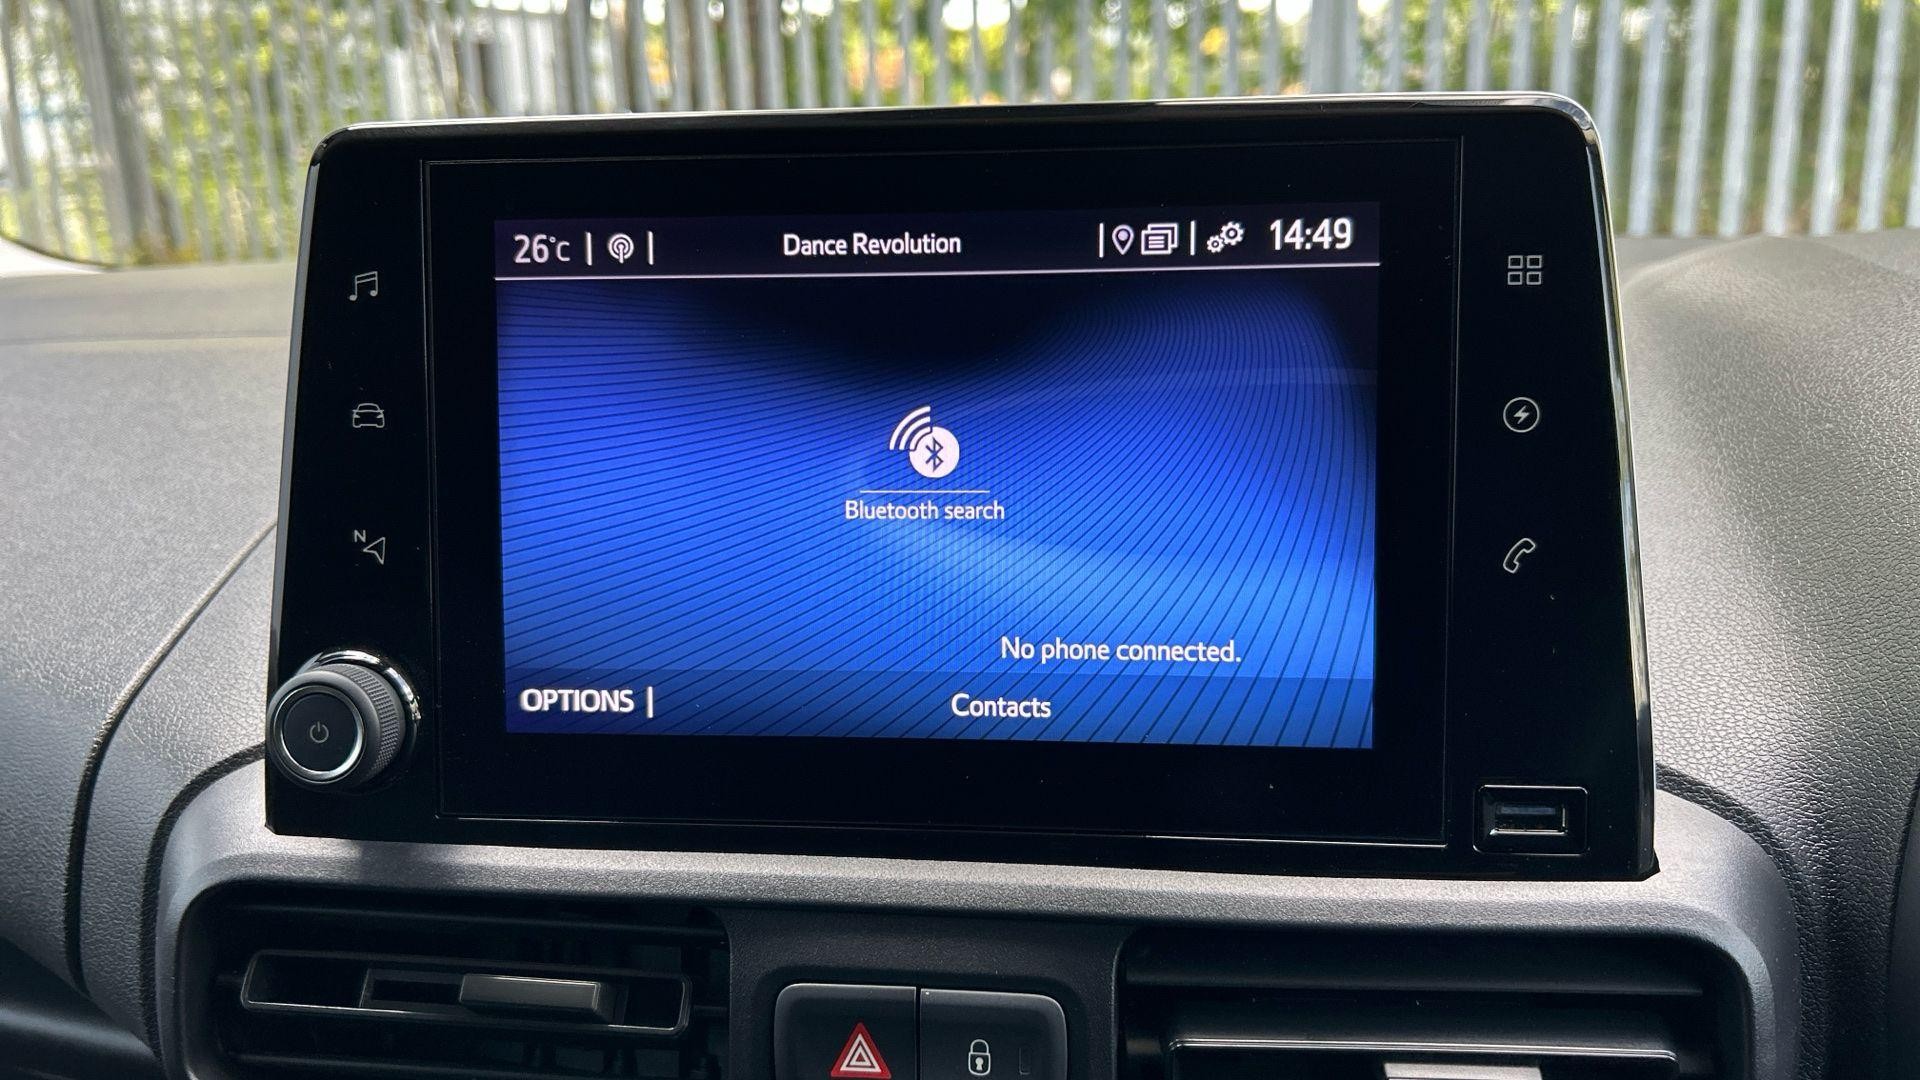 26°C
Dance Revolution
14:49
Bluetooth search
No phone connected.
OPTIONS
Contacts
N